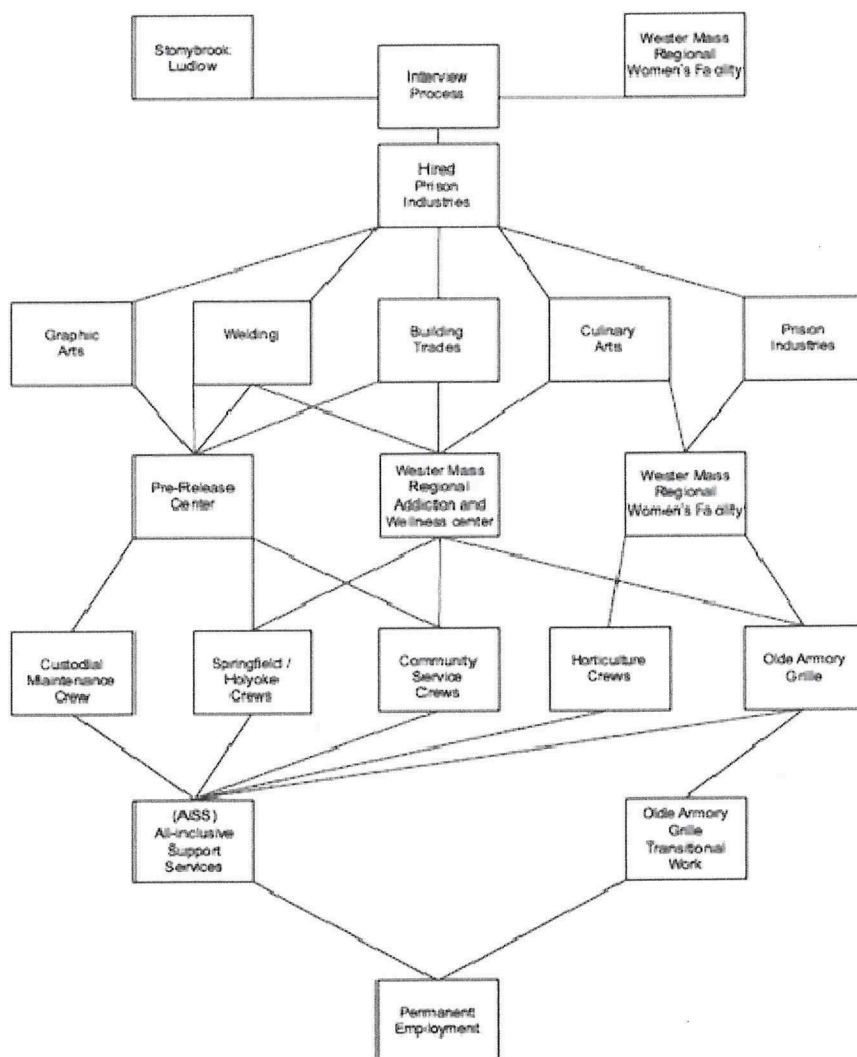 Stonybrook
Ludlow
Interview
Process
Wester Mass
Regional
Women's Facility
Hired
Prison
Industries
Graphic
Arts
Welding
Building
Trades
Culinary
Arts
Prison
Industries
Pre-Release
Center
Wester Mass
Regional
Addiction and
Wellness center
Wester Mass
Regional
Women's Facility
Custodial
Maintenance
Crew
Springfield /
Holyoke
Crews
Community
Service
Crews
Horticulture
Crews
Olde Armory
Grille
(AISS)
All-inclusive
Support
Services
Olde Armory
Grille
Transitional
Work
Permanent
Employment